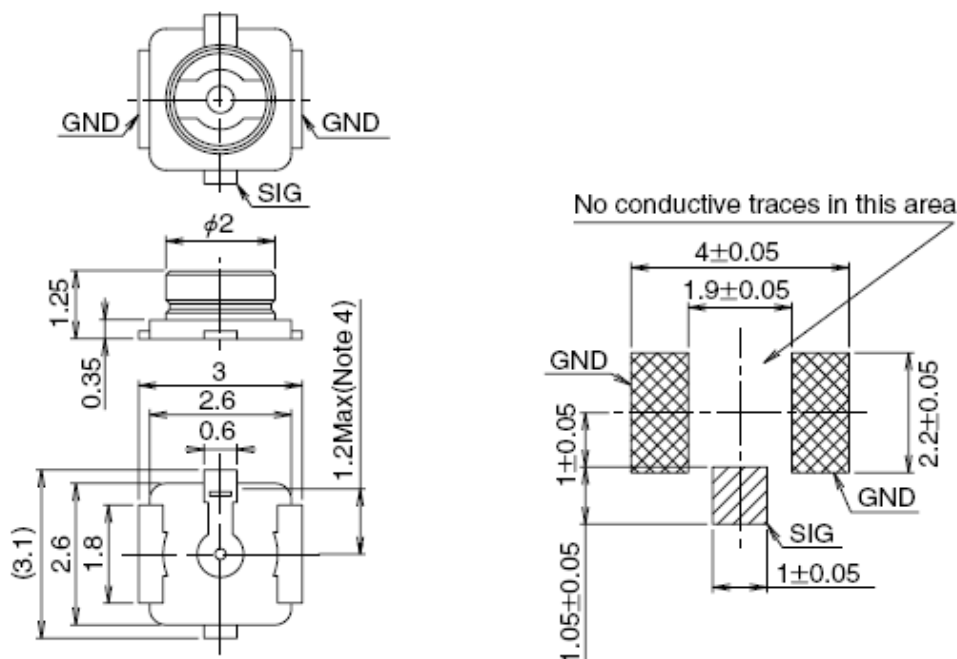 GND
GND
SIG
ϕ2
1.25
0.35
3
2.6
0.6
1.2Max(Note 4)
(3.1)
2.6
1.8
No conductive traces in this area
4±0.05
1.9±0.05
GND
2.2±0.05
1±0.05
GND
SIG
1±0.05
1.05±0.05